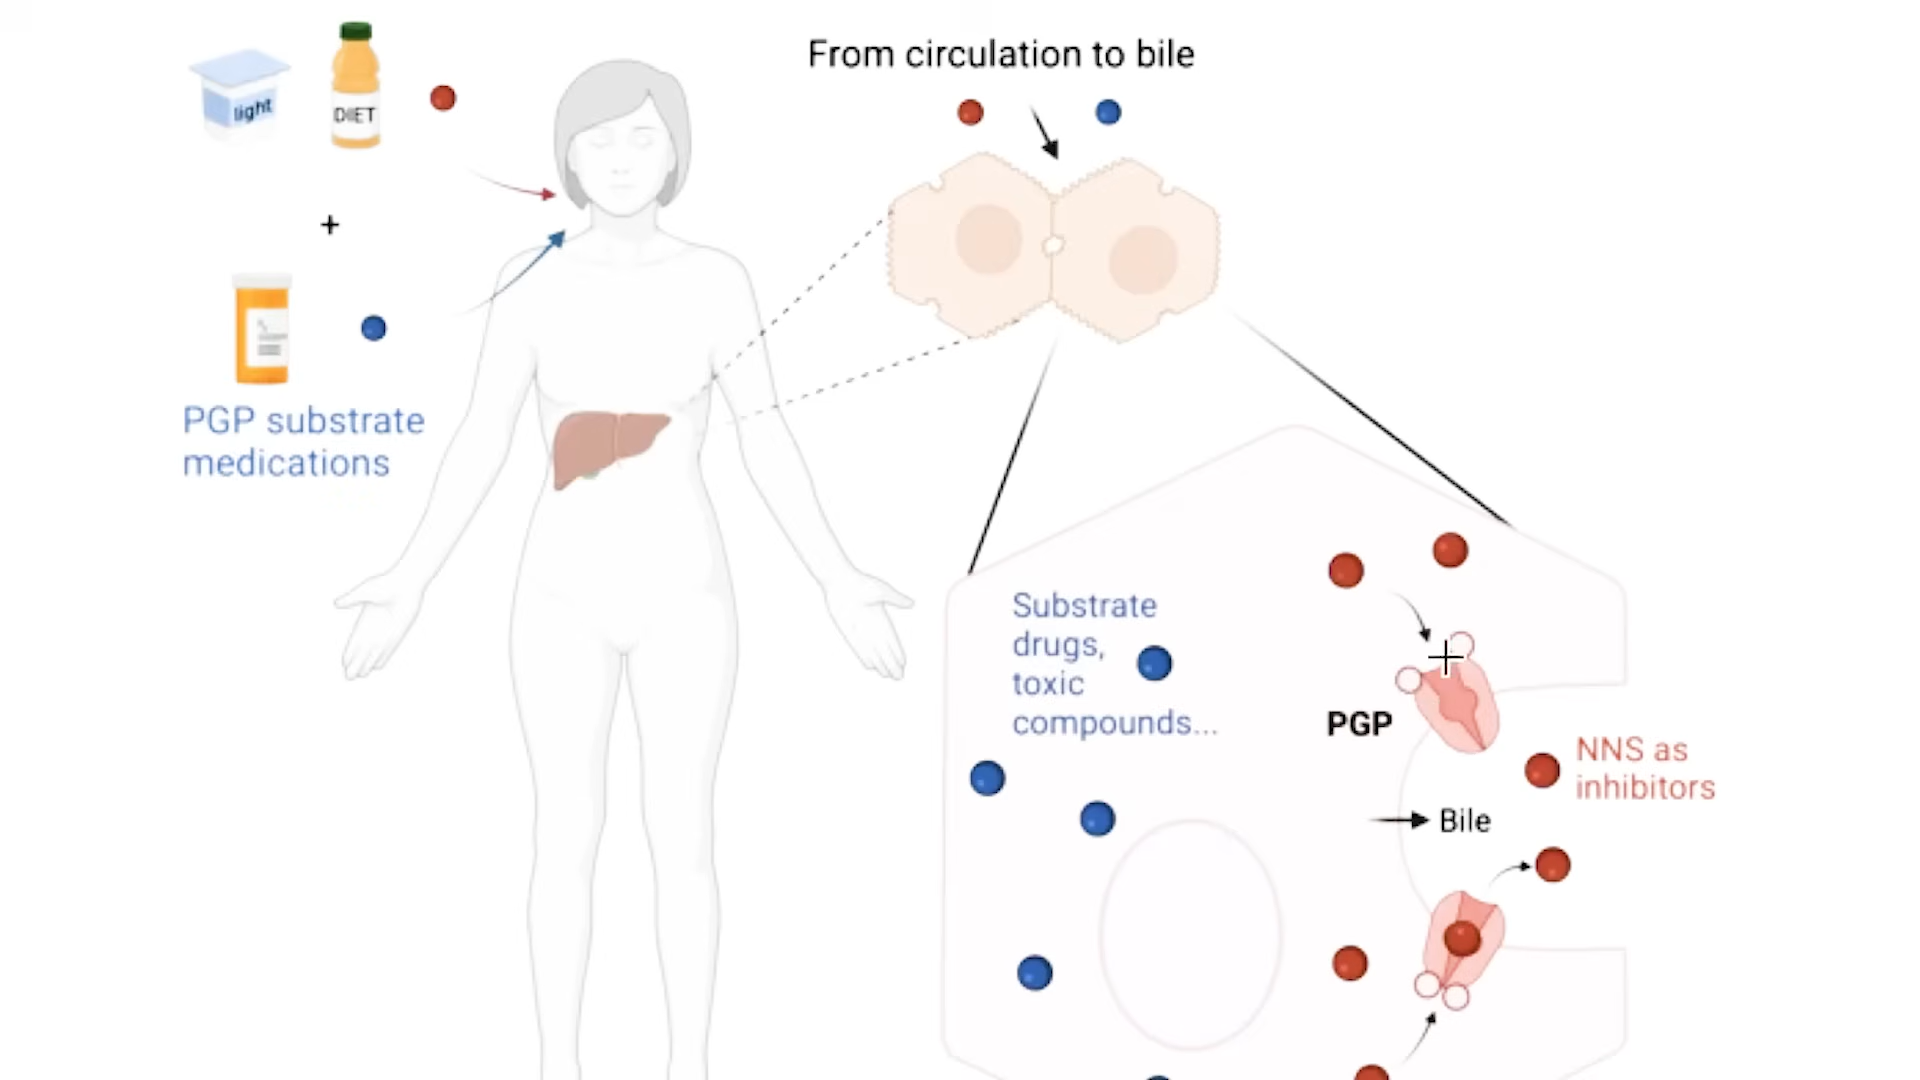 From circulation to bile
light
DIET
+
PGP substrate
medications
Substrate
drugs,
toxic
compounds...
PGP
NNS as
inhibitors
Bile